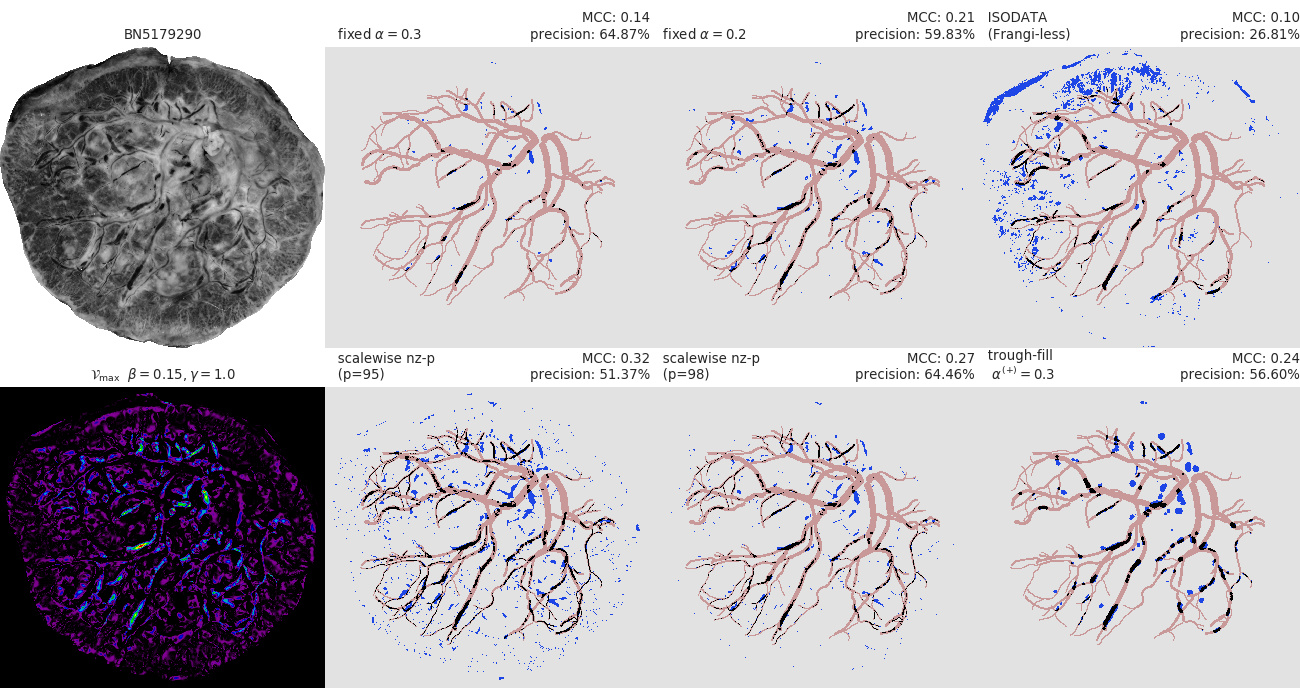 BN5179290
fixed α = 0.3
MCC: 0.14
precision: 64.87%
fixed α = 0.2
MCC: 0.21
precision: 59.83%
ISODATA
(Frangi-less)
MCC: 0.10
precision: 26.81%
𝒱max β = 0.15, γ = 1.0
scalewise nz-p
(p=95)
MCC: 0.32
precision: 51.37%
scalewise nz-p
(p=98)
MCC: 0.27
precision: 64.46%
trough-fill
α(+) = 0.3
MCC: 0.24
precision: 56.60%